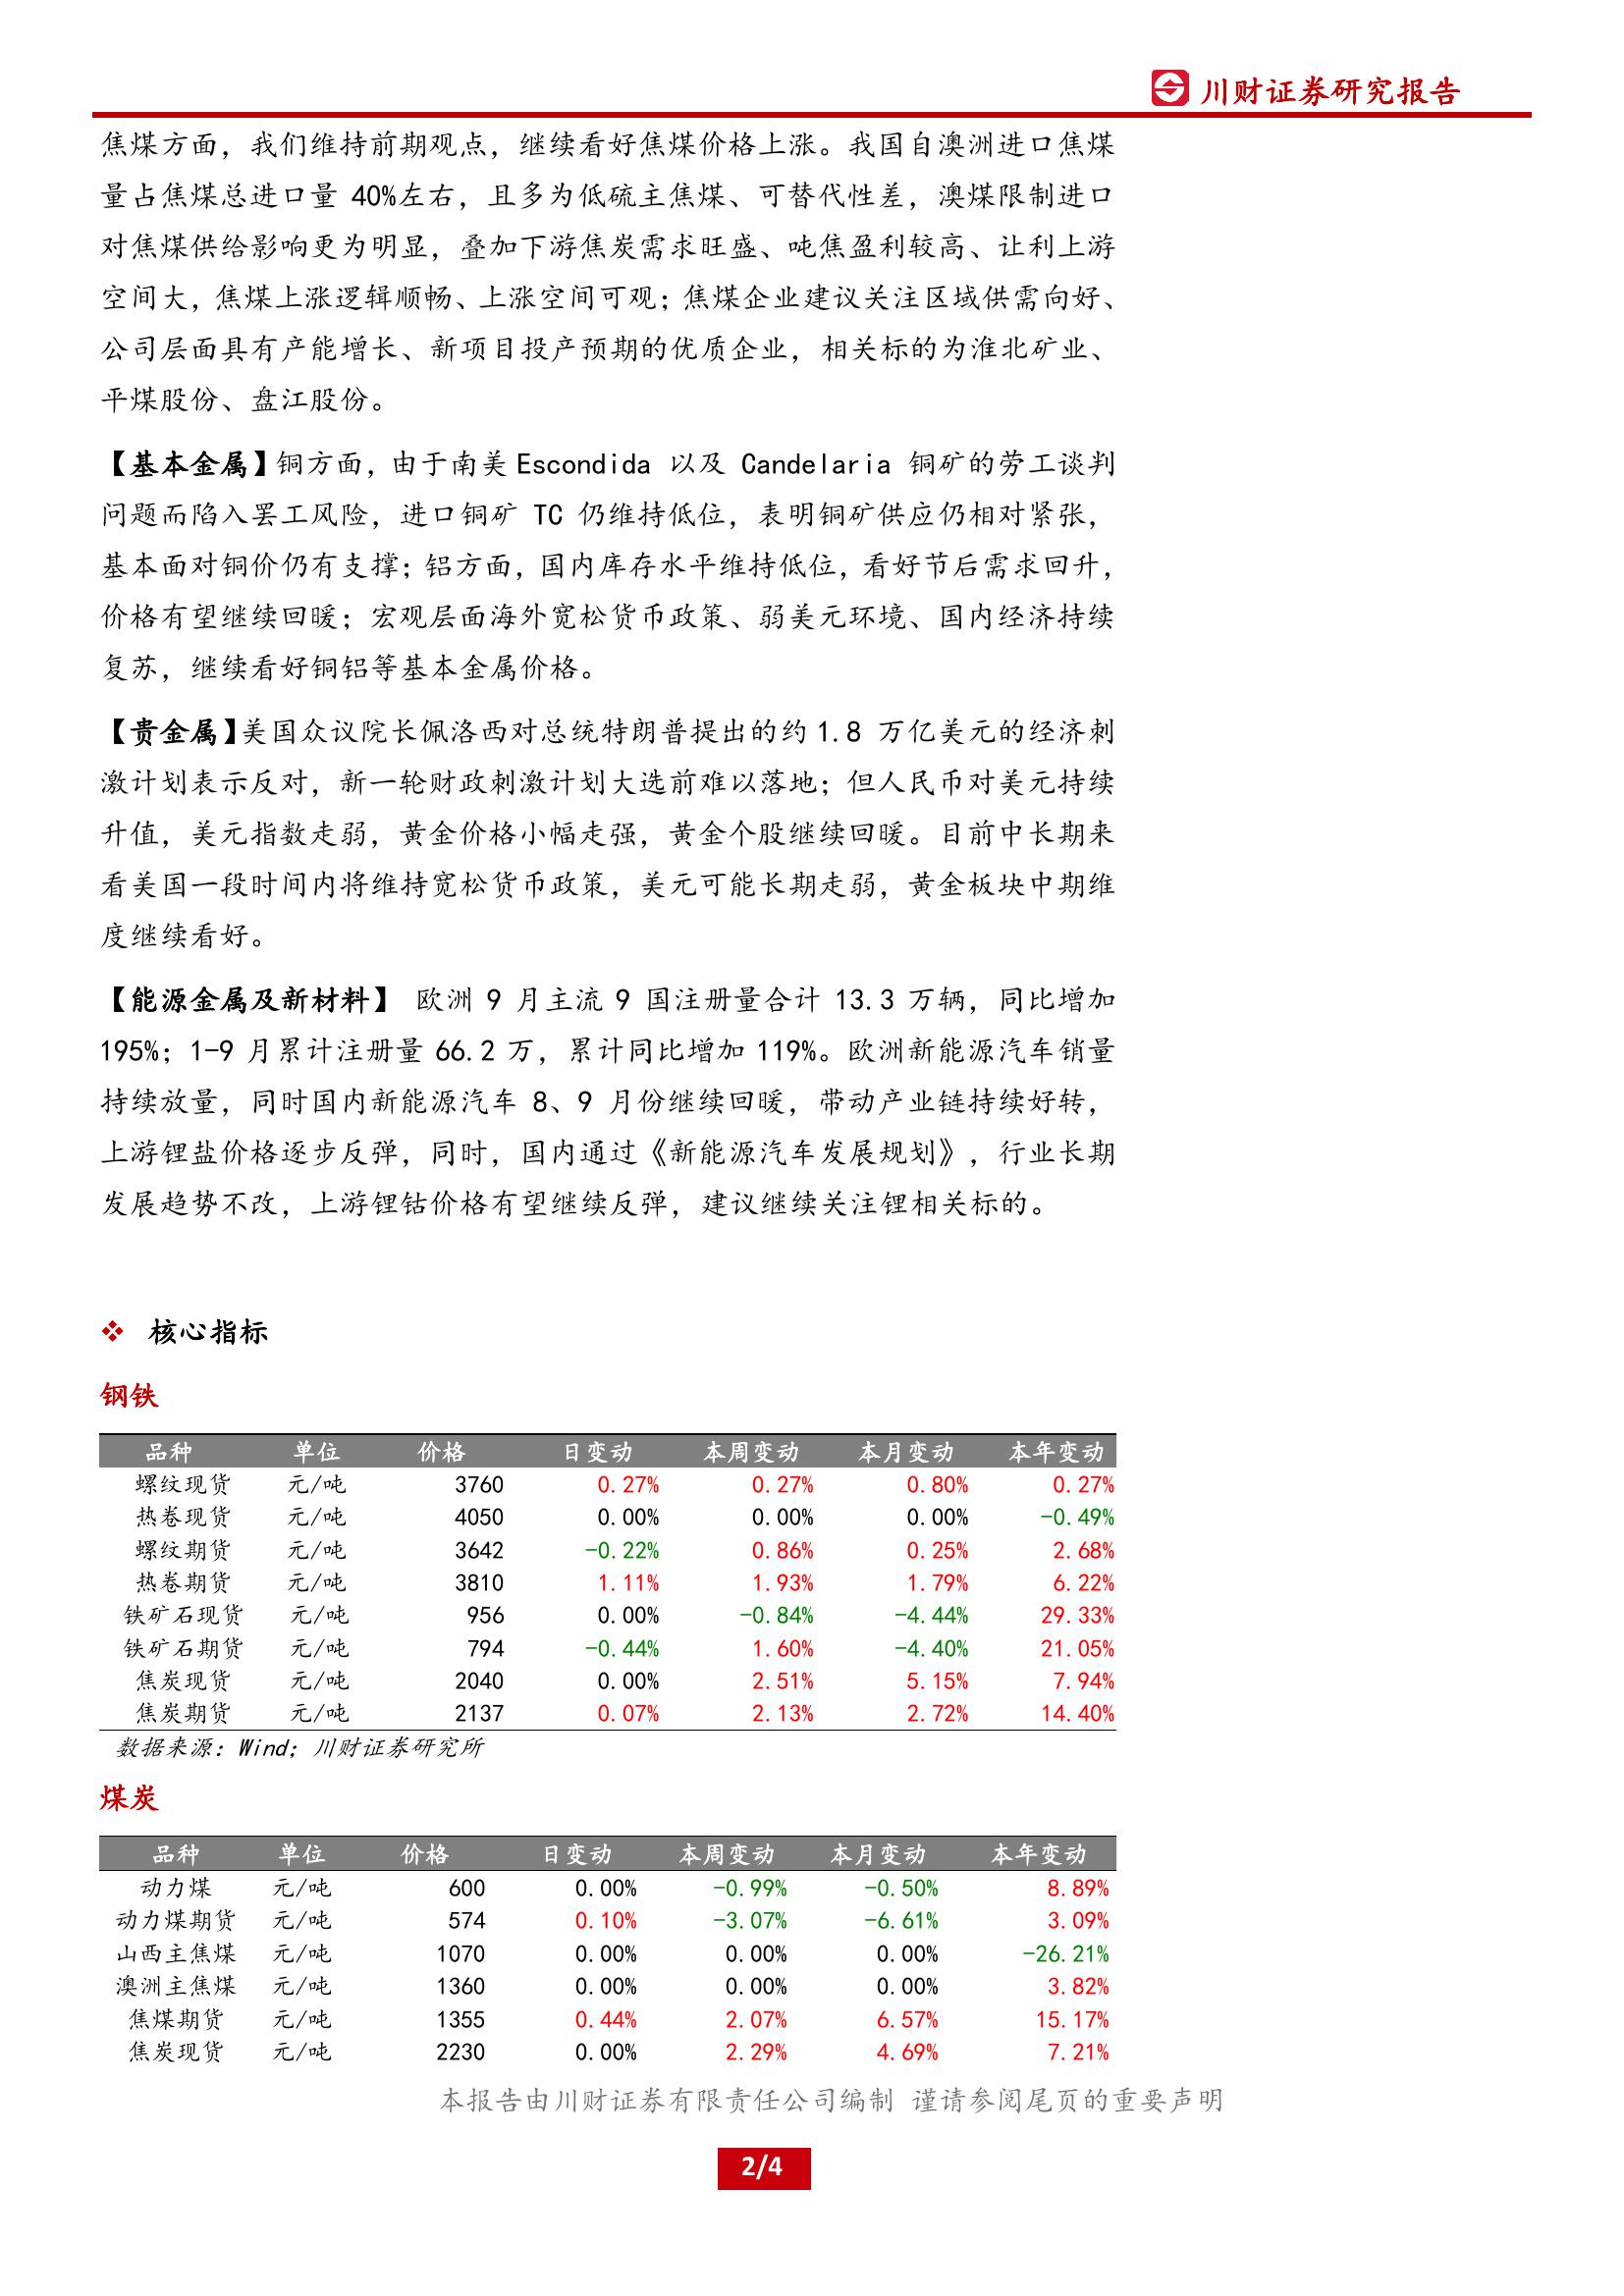 川财证券研究报告
焦煤方面，我们维持前期观点，继续看好焦煤价格上涨。我国自澳洲进口焦煤
量占焦煤总进口量 40%左右，且多为低硫主焦煤、可替代性差，澳煤限制进口
对焦煤供给影响更为明显，叠加下游焦炭需求旺盛、吨焦盈利较高、让利上游
空间大，焦煤上涨逻辑顺畅、上涨空间可观；焦煤企业建议关注区域供需向好、
公司层面具有产能增长、新项目投产预期的优质企业，相关标的为淮北矿业、
平煤股份、盘江股份。
【基本金属】铜方面，由于南美 Escondida 以及 Candelaria 铜矿的劳工谈判
问题而陷入罢工风险，进口铜矿 TC 仍维持低位，表明铜矿供应仍相对紧张，
基本面对铜价仍有支撑；铝方面，国内库存水平维持低位，看好节后需求回升，
价格有望继续回暖；宏观层面海外宽松货币政策、弱美元环境、国内经济持续
复苏，继续看好铜铝等基本金属价格。
【贵金属】美国众议院长佩洛西对总统特朗普提出的约 1.8 万亿美元的经济刺
激计划表示反对，新一轮财政刺激计划大选前难以落地；但人民币对美元持续
升值，美元指数走弱，黄金价格小幅走强，黄金个股继续回暖。目前中长期来
看美国一段时间内将维持宽松货币政策，美元可能长期走弱，黄金板块中期维
度继续看好。
【能源金属及新材料】 欧洲 9 月主流 9 国注册量合计 13.3 万辆，同比增加
195%；1-9 月累计注册量 66.2 万，累计同比增加 119%。欧洲新能源汽车销量
持续放量，同时国内新能源汽车 8、9 月份继续回暖，带动产业链持续好转，
上游锂盐价格逐步反弹，同时，国内通过《新能源汽车发展规划》，行业长期
发展趋势不改，上游锂钴价格有望继续反弹，建议继续关注锂相关标的。
❖ 核心指标
钢铁
品种 单位 价格 日变动 本周变动 本月变动 本年变动
螺纹现货 元/吨 3760 0.27% 0.27% 0.80% 0.27%
热卷现货 元/吨 4050 0.00% 0.00% 0.00% -0.49%
螺纹期货 元/吨 3642 -0.22% 0.86% 0.25% 2.68%
热卷期货 元/吨 3810 1.11% 1.93% 1.79% 6.22%
铁矿石现货 元/吨 956 0.00% -0.84% -4.44% 29.33%
铁矿石期货 元/吨 794 -0.44% 1.60% -4.40% 21.05%
焦炭现货 元/吨 2040 0.00% 2.51% 5.15% 7.94%
焦炭期货 元/吨 2137 0.07% 2.13% 2.72% 14.40%
数据来源：Wind；川财证券研究所
煤炭
品种 单位 价格 日变动 本周变动 本月变动 本年变动
动力煤 元/吨 600 0.00% -0.99% -0.50% 8.89%
动力煤期货 元/吨 574 0.10% -3.07% -6.61% 3.09%
山西主焦煤 元/吨 1070 0.00% 0.00% 0.00% -26.21%
澳洲主焦煤 元/吨 1360 0.00% 0.00% 0.00% 3.82%
焦煤期货 元/吨 1355 0.44% 2.07% 6.57% 15.17%
焦炭现货 元/吨 2230 0.00% 2.29% 4.69% 7.21%
本报告由川财证券有限责任公司编制 谨请参阅尾页的重要声明
2/4